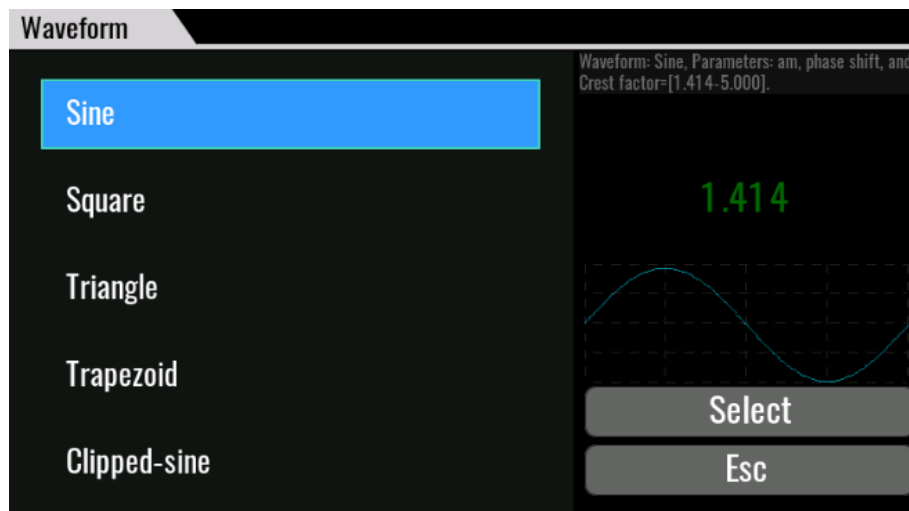 Waveform
Sine
Square
Triangle
Trapezoid
Clipped-sine
Waveform: Sine, Parameters: am, phase shift, and
Crest factor=[1.414-5.000].
1.414
Select
Esc